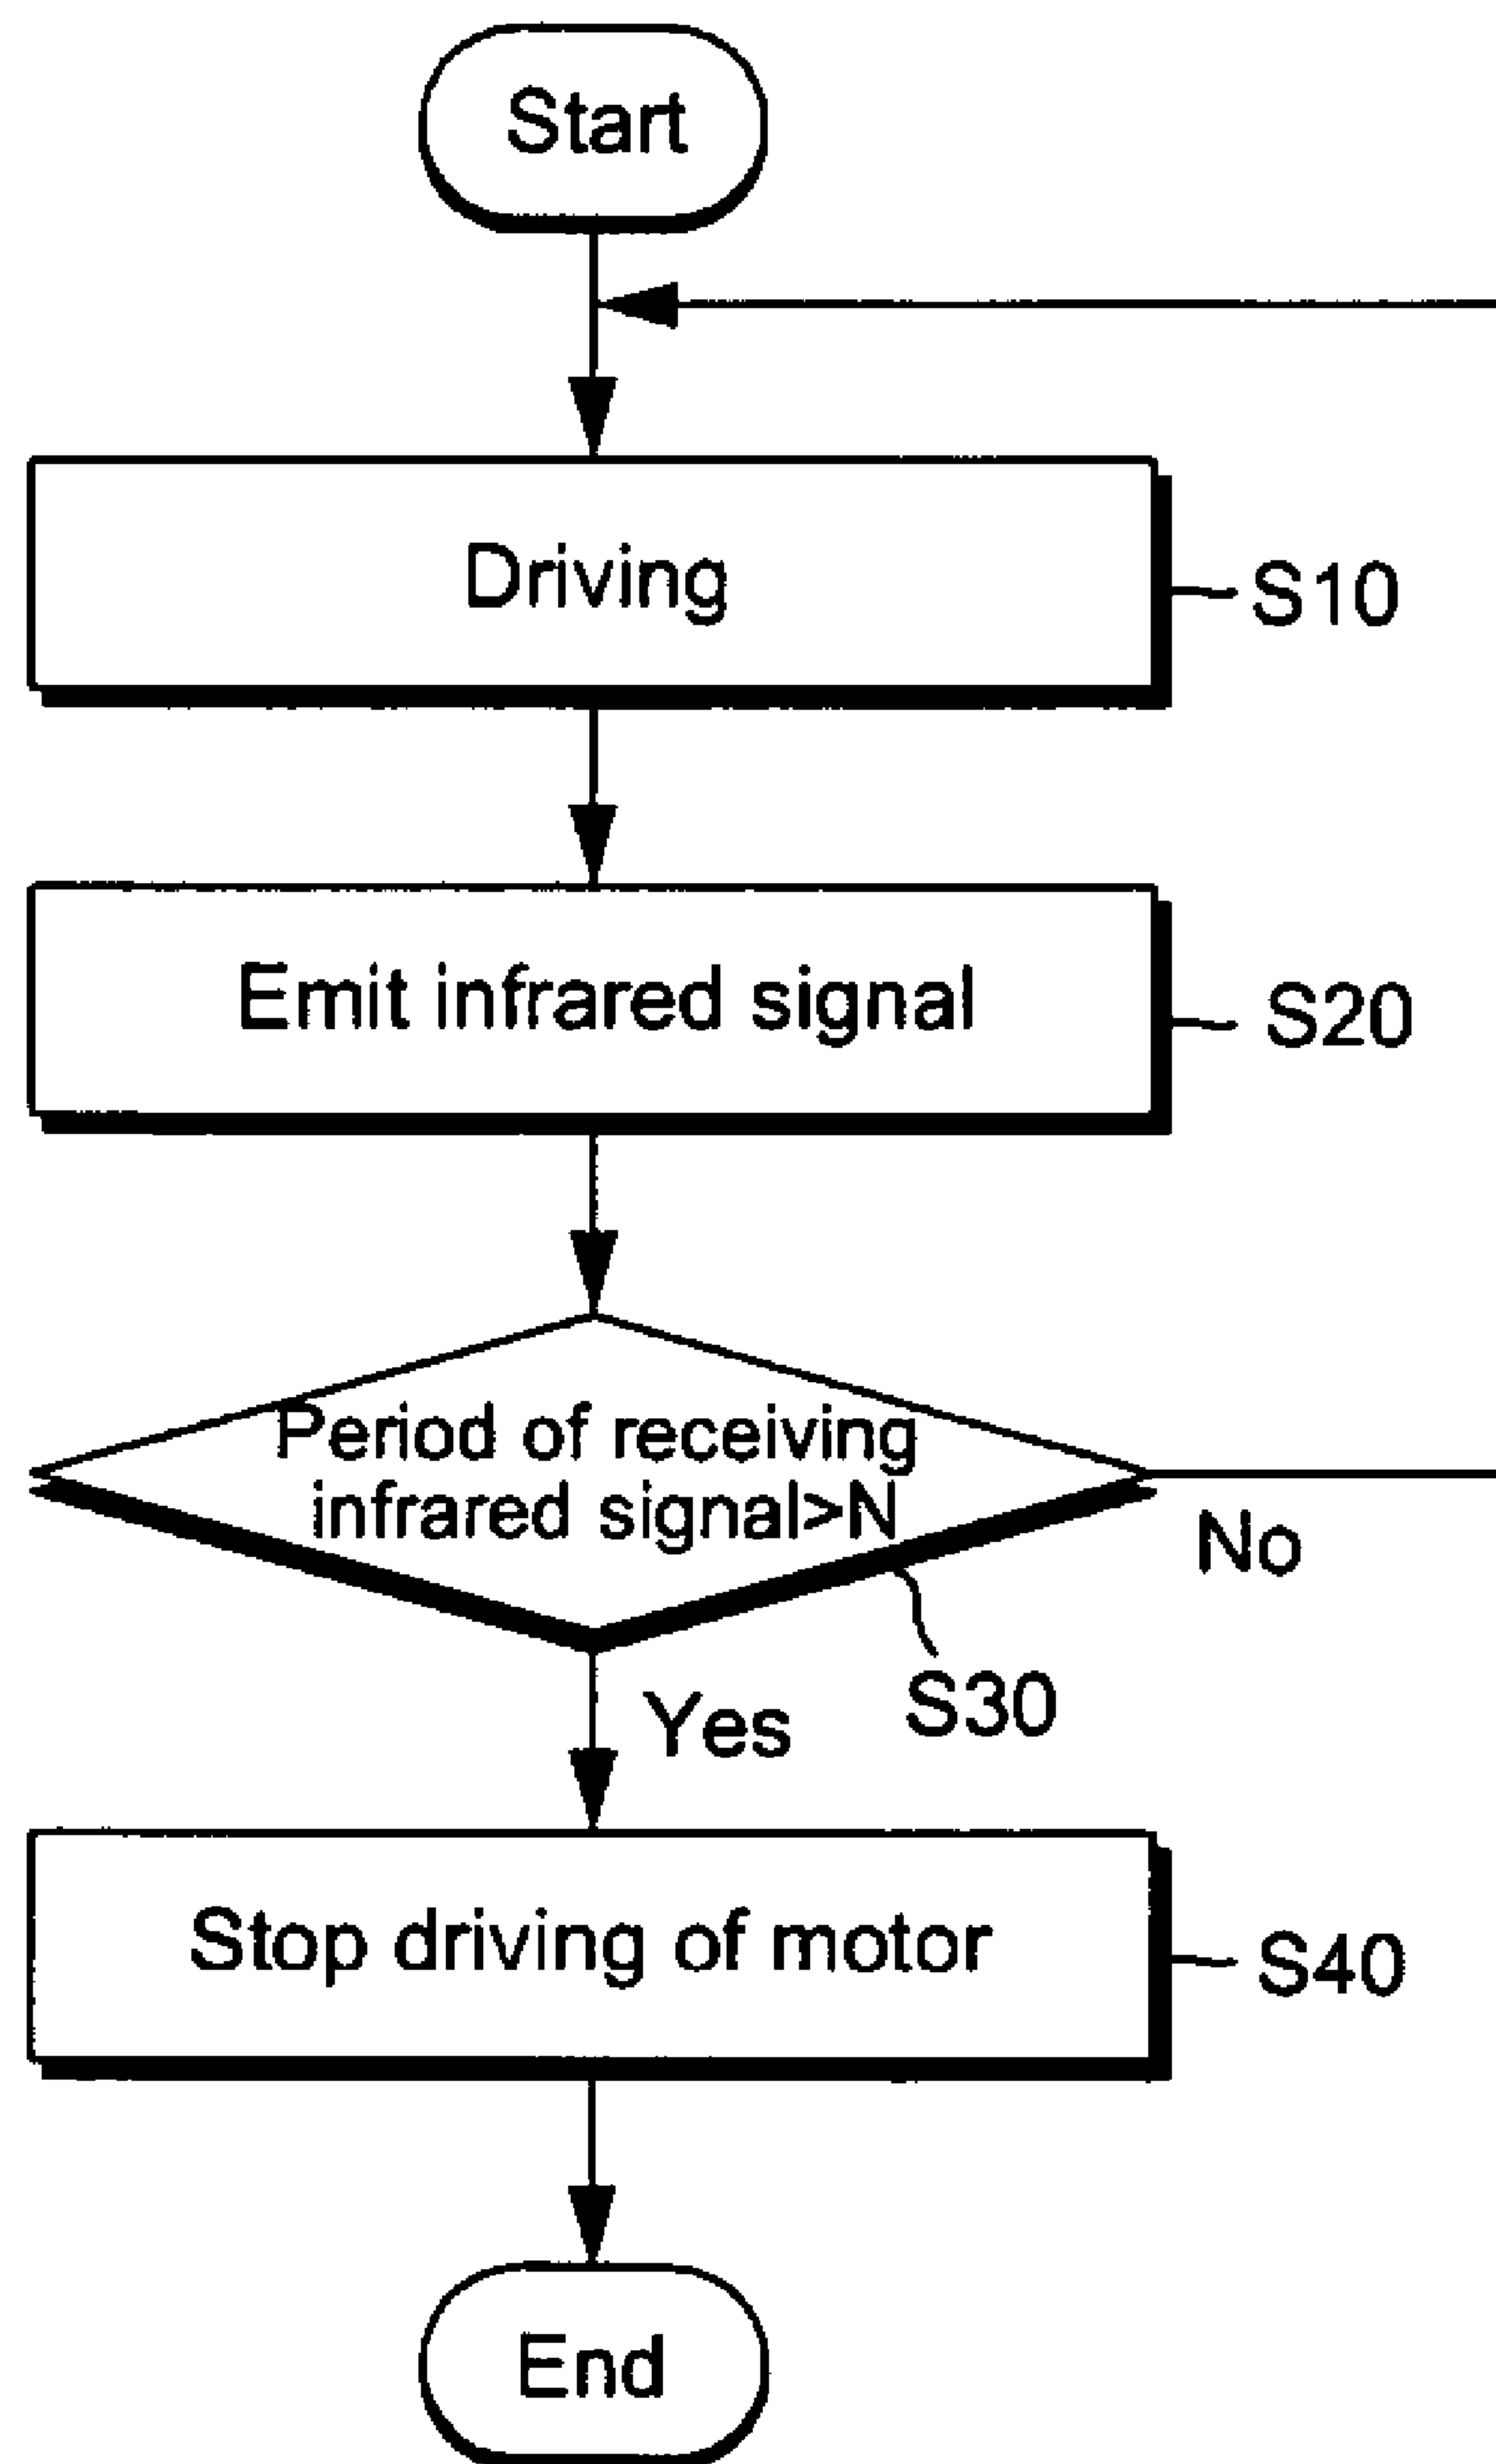 Start
Driving
S10
Emit infrared signal
S20
Period of receiving
infrared signal>N
No
S30
Yes
Stop driving of motor
S40
End